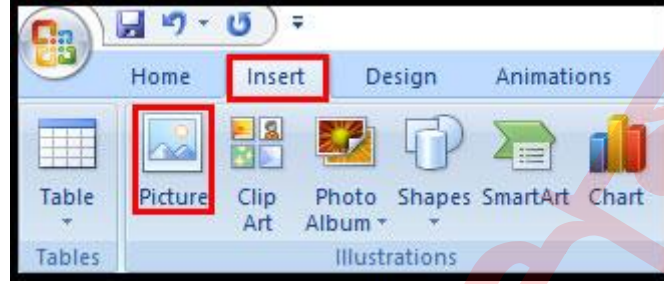 Home Insert Design Animations
Table Picture Clip Art Photo Album Shapes SmartArt Chart
Tables Illustrations